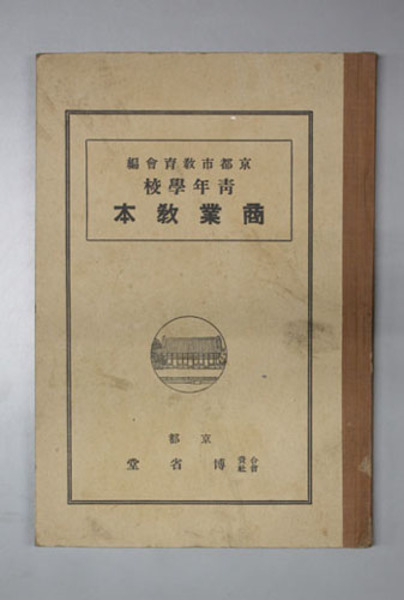 京都市教育會編
靑年學校
商業教本
京都
合資會社 博省堂